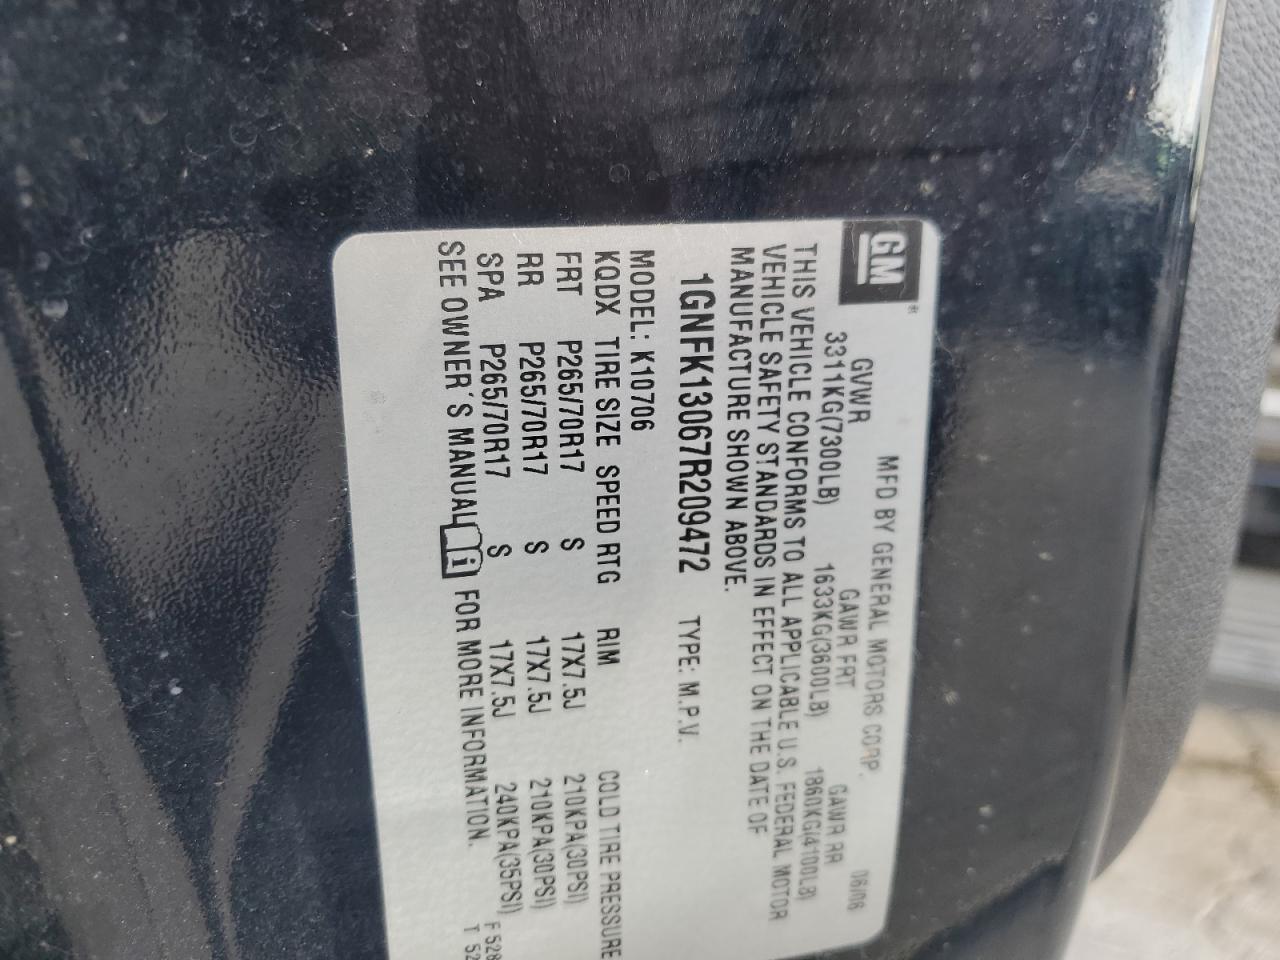 GM ®
MFD BY GENERAL MOTORS CORP. 06/06
GVWR GAWR FRT GAWR RR
3311KG(7300LB) 1633KG(3600LB) 1860KG(4100LB)
THIS VEHICLE CONFORMS TO ALL APPLICABLE U.S. FEDERAL MOTOR
VEHICLE SAFETY STANDARDS IN EFFECT ON THE DATE OF
MANUFACTURE SHOWN ABOVE.
1GNFK13067R209472 TYPE: M.P.V.
MODEL: K10706
KQDX TIRE SIZE SPEED RTG RIM COLD TIRE PRESSURE
FRT P265/70R17 S 17X7.5J 210KPA(30PSI)
RR P265/70R17 S 17X7.5J 210KPA(30PSI)
SPA P265/70R17 S 17X7.5J 240KPA(35PSI) F 528
SEE OWNER'S MANUAL i FOR MORE INFORMATION. T 52